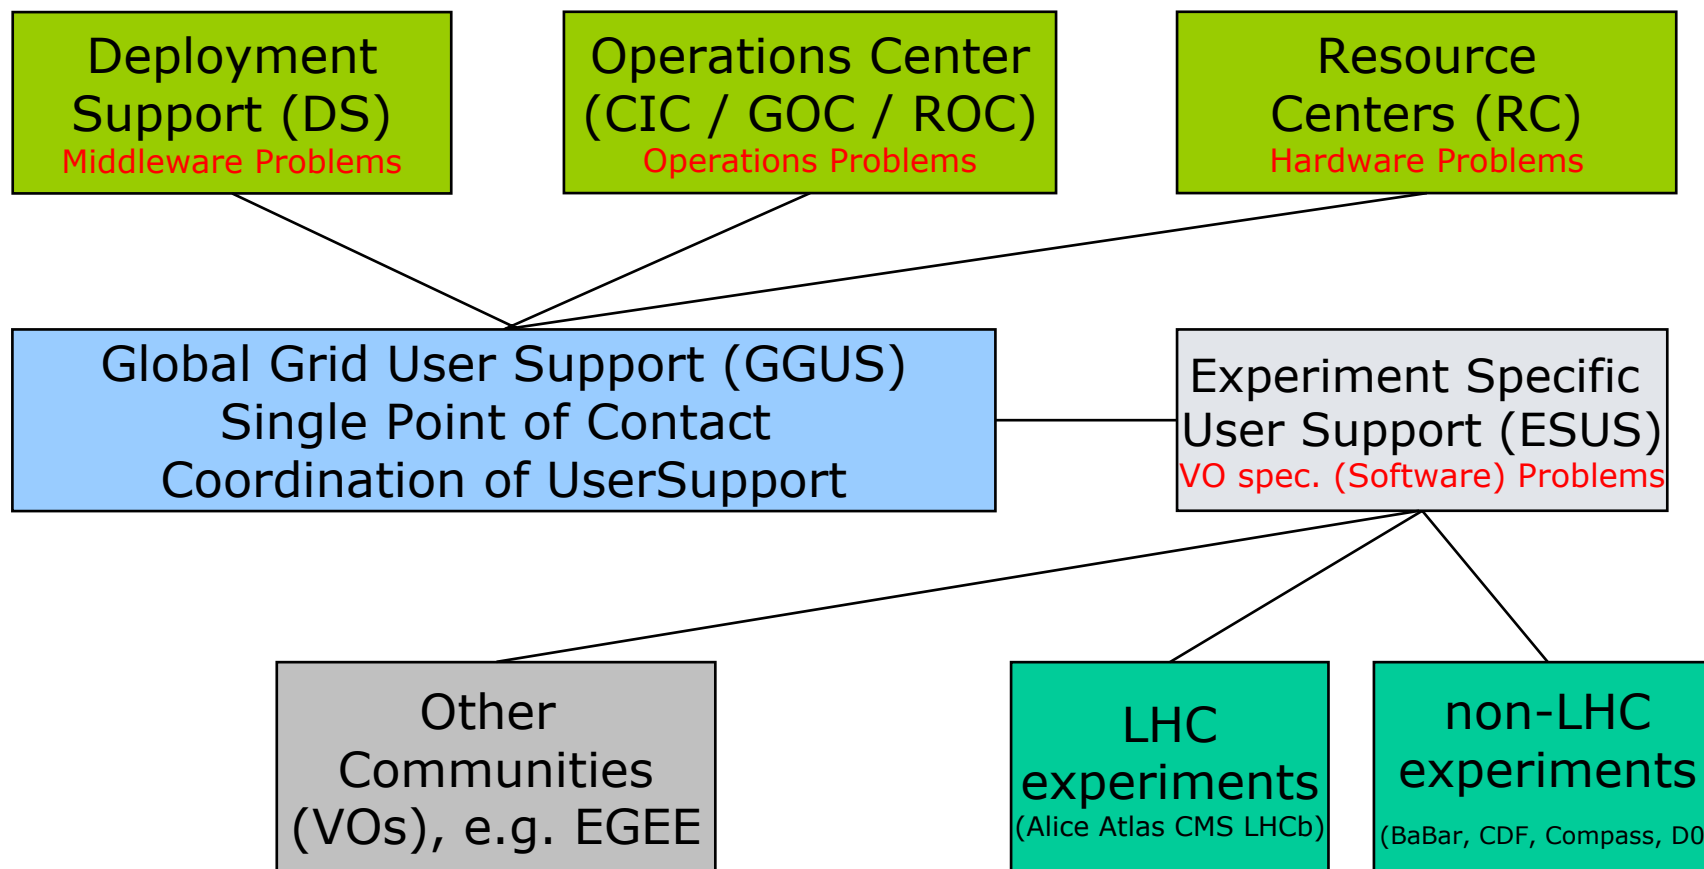 Deployment
Support (DS)
Middleware Problems
Operations Center
(CIC / GOC / ROC)
Operations Problems
Resource
Centers (RC)
Hardware Problems
Global Grid User Support (GGUS)
Single Point of Contact
Coordination of UserSupport
Experiment Specific
User Support (ESUS)
VO spec. (Software) Problems
Other
Communities
(VOs), e.g. EGEE
LHC
experiments
(Alice Atlas CMS LHCb)
non-LHC
experiments
(BaBar, CDF, Compass, D0